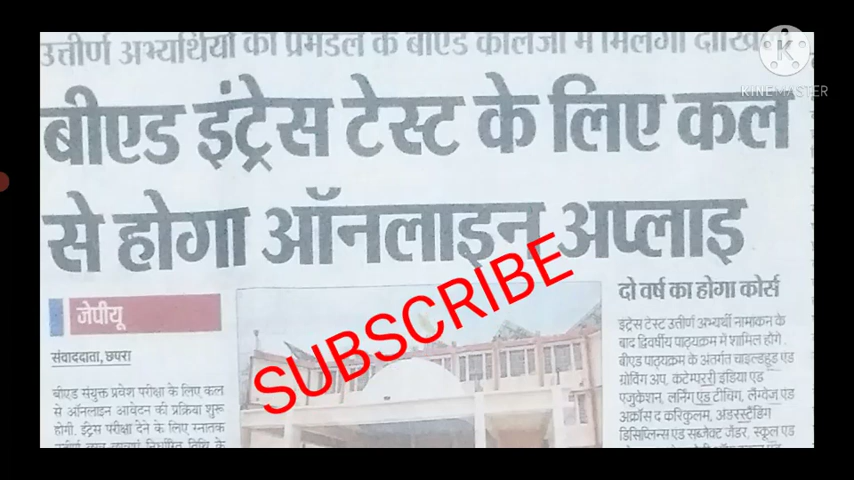 उत्तीर्ण अभ्यर्थियों को प्रमंडल के बीएड कॉलेजों में मिलेगा
KINEMASTER
बीएड इंट्रेस टेस्ट के लिए कल
से होगा ऑनलाइन अप्लाइ
SUBSCRIBE
जेपीयू
संवाददाता, छपरा
बीएड संयुक्त प्रवेश परीक्षा के लिए कल
से ऑनलाइन आवेदन की प्रक्रिया शुरू
होगी. इंट्रेस परीक्षा देने के लिए स्नातक
दो वर्ष का होगा कोर्स
इंट्रेस टेस्ट उतीर्ण अभ्यर्थी नामांकन के
बाद द्विवर्षीय पाठ्यक्रम में शामिल होंगे.
बीएड पाठ्यक्रम के अंतर्गत चाइल्डहूड एंड
ग्रोविंग अप, कंटेम्पररी इंडिया एंड
एजुकेशन, लर्निंग एंड टीचिंग, लैंग्वेज एंड
अक्रॉस द करिकुलम, अंडरस्टैंडिंग
डिसिप्लिन्स एंड सब्जेक्ट जेंडर, स्कूल एंड